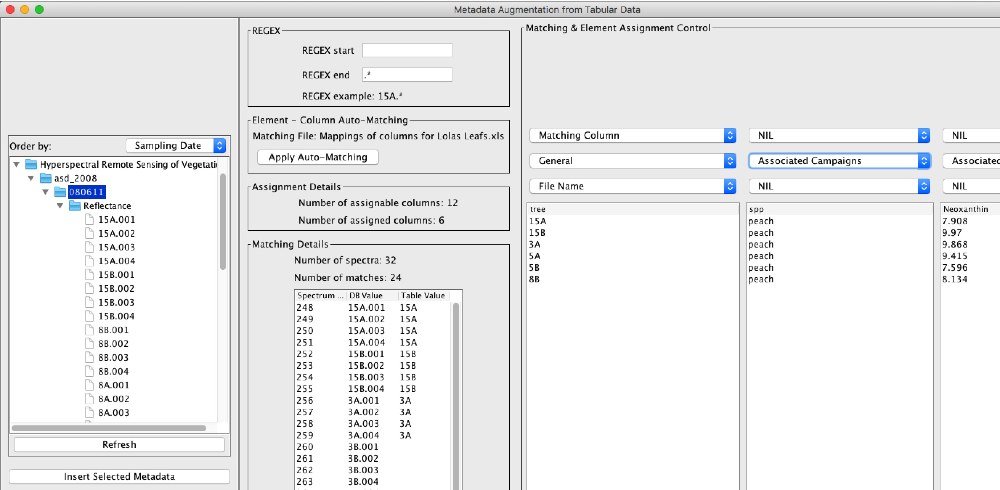 Metadata Augmentation from Tabular Data
Order by: Sampling Date
Hyperspectral Remote Sensing of Vegetati
asd_2008
080611
Reflectance
15A.001
15A.002
15A.003
15A.004
15B.001
15B.002
15B.003
15B.004
8B.001
8B.002
8B.003
8B.004
8A.001
8A.002
8A.003
Refresh
Insert Selected Metadata
REGEX
REGEX start
REGEX end .*
REGEX example: 15A.*
Element – Column Auto-Matching
Matching File: Mappings of columns for Lolas Leafs.xls
Apply Auto-Matching
Assignment Details
Number of assignable columns: 12
Number of assigned columns: 6
Matching Details
Number of spectra: 32
Number of matches: 24
Spectrum ... DB Value Table Value
248 15A.001 15A
249 15A.002 15A
250 15A.003 15A
251 15A.004 15A
252 15B.001 15B
253 15B.002 15B
254 15B.003 15B
255 15B.004 15B
256 3A.001 3A
257 3A.002 3A
258 3A.003 3A
259 3A.004 3A
260 3B.001
261 3B.002
262 3B.003
263 3B.004
Matching & Element Assignment Control
Matching Column NIL NIL
General Associated Campaigns Associated
File Name NIL NIL
tree spp Neoxanthin
15A peach 7.908
15B peach 9.97
3A peach 9.868
5A peach 9.415
5B peach 7.596
8B peach 8.134